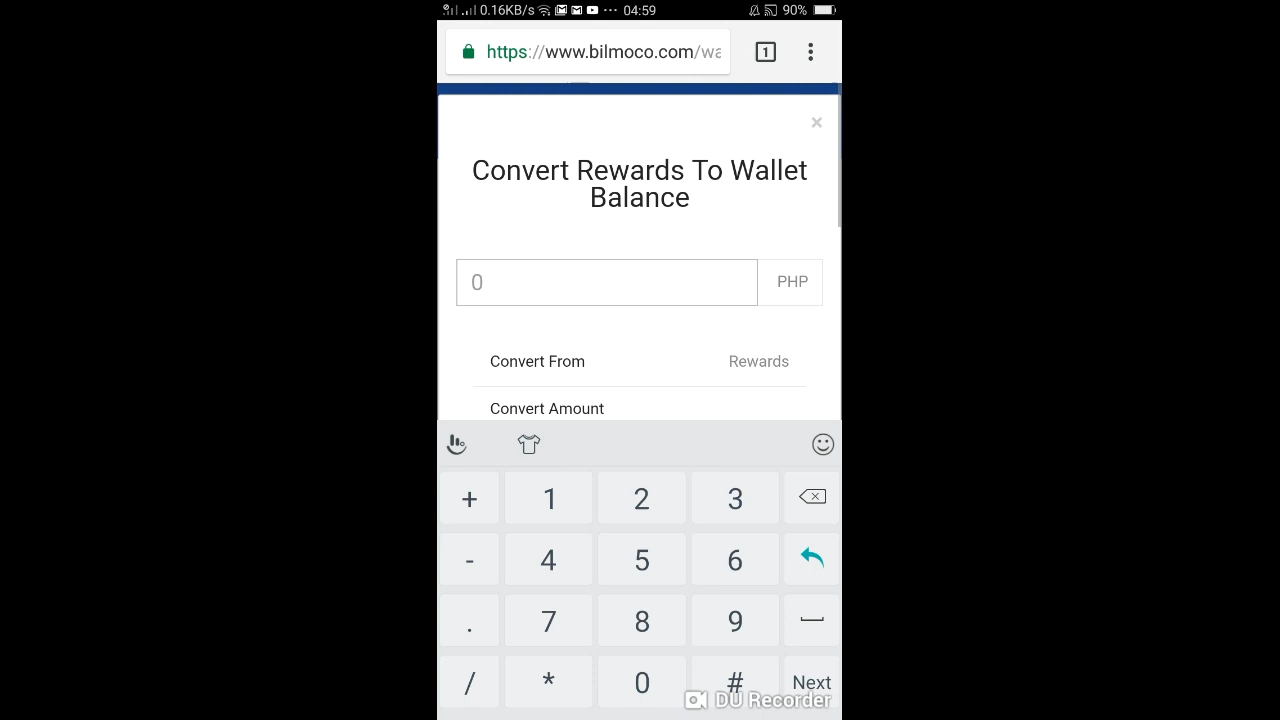 0.16KB/s ··· 04:59 90%
https://www.bilmoco.com/wa 1
×
Convert Rewards To Wallet
Balance
0 PHP
Convert From Rewards
Convert Amount
+ 1 2 3
- 4 5 6
. 7 8 9
/ * 0 # Next
DU Recorder